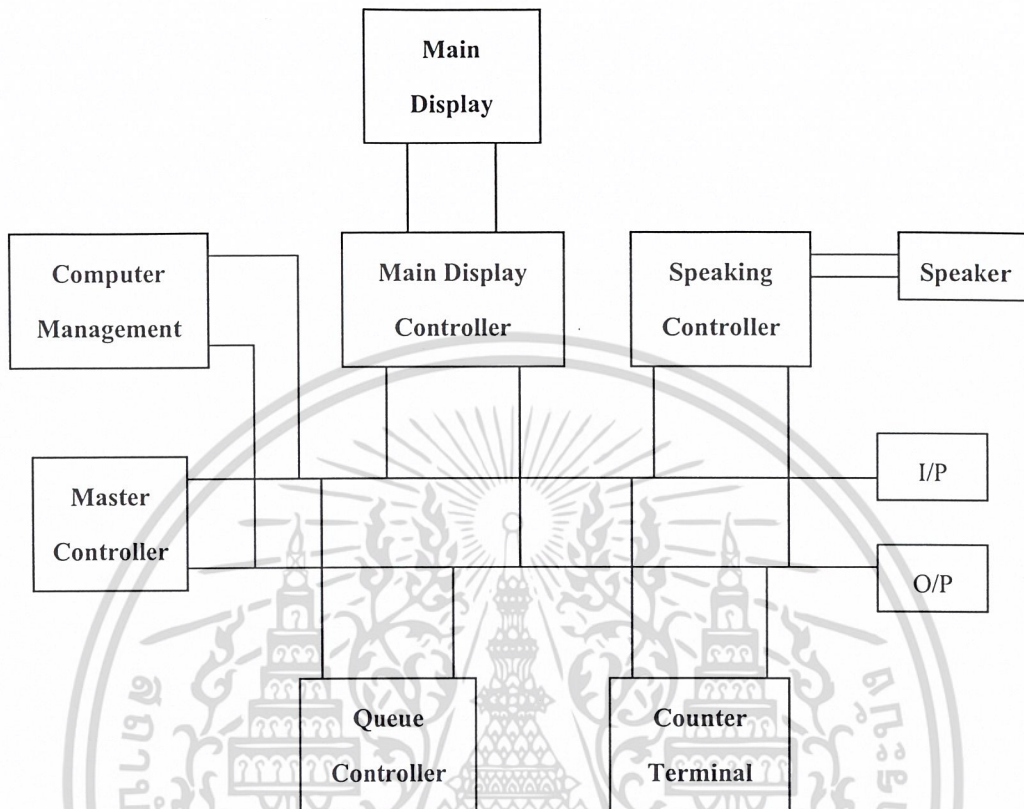 Main
Display
Computer
Management
Main Display
Controller
Speaking
Controller
Speaker
Master
Controller
I/P
O/P
Queue
Controller
Counter
Terminal